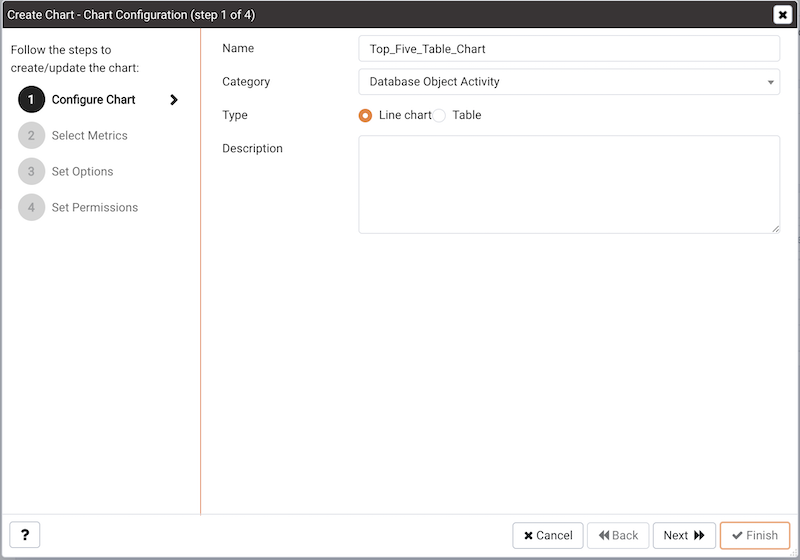 Create Chart - Chart Configuration (step 1 of 4)
Follow the steps to
create/update the chart:
1 Configure Chart
2 Select Metrics
3 Set Options
4 Set Permissions
Name Top_Five_Table_Chart
Category Database Object Activity
Type Line chart Table
Description
? Cancel Back Next Finish